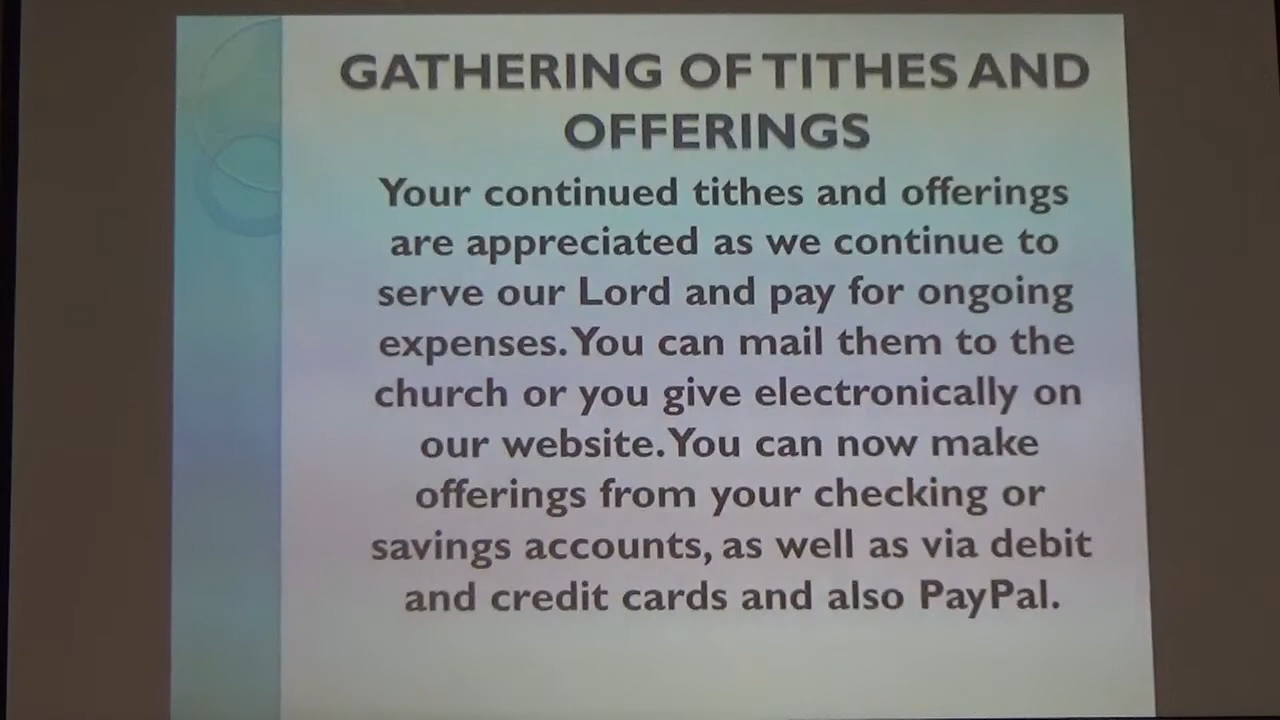 GATHERING OF TITHES AND
OFFERINGS
Your continued tithes and offerings
are appreciated as we continue to
serve our Lord and pay for ongoing
expenses. You can mail them to the
church or you give electronically on
our website. You can now make
offerings from your checking or
savings accounts, as well as via debit
and credit cards and also PayPal.